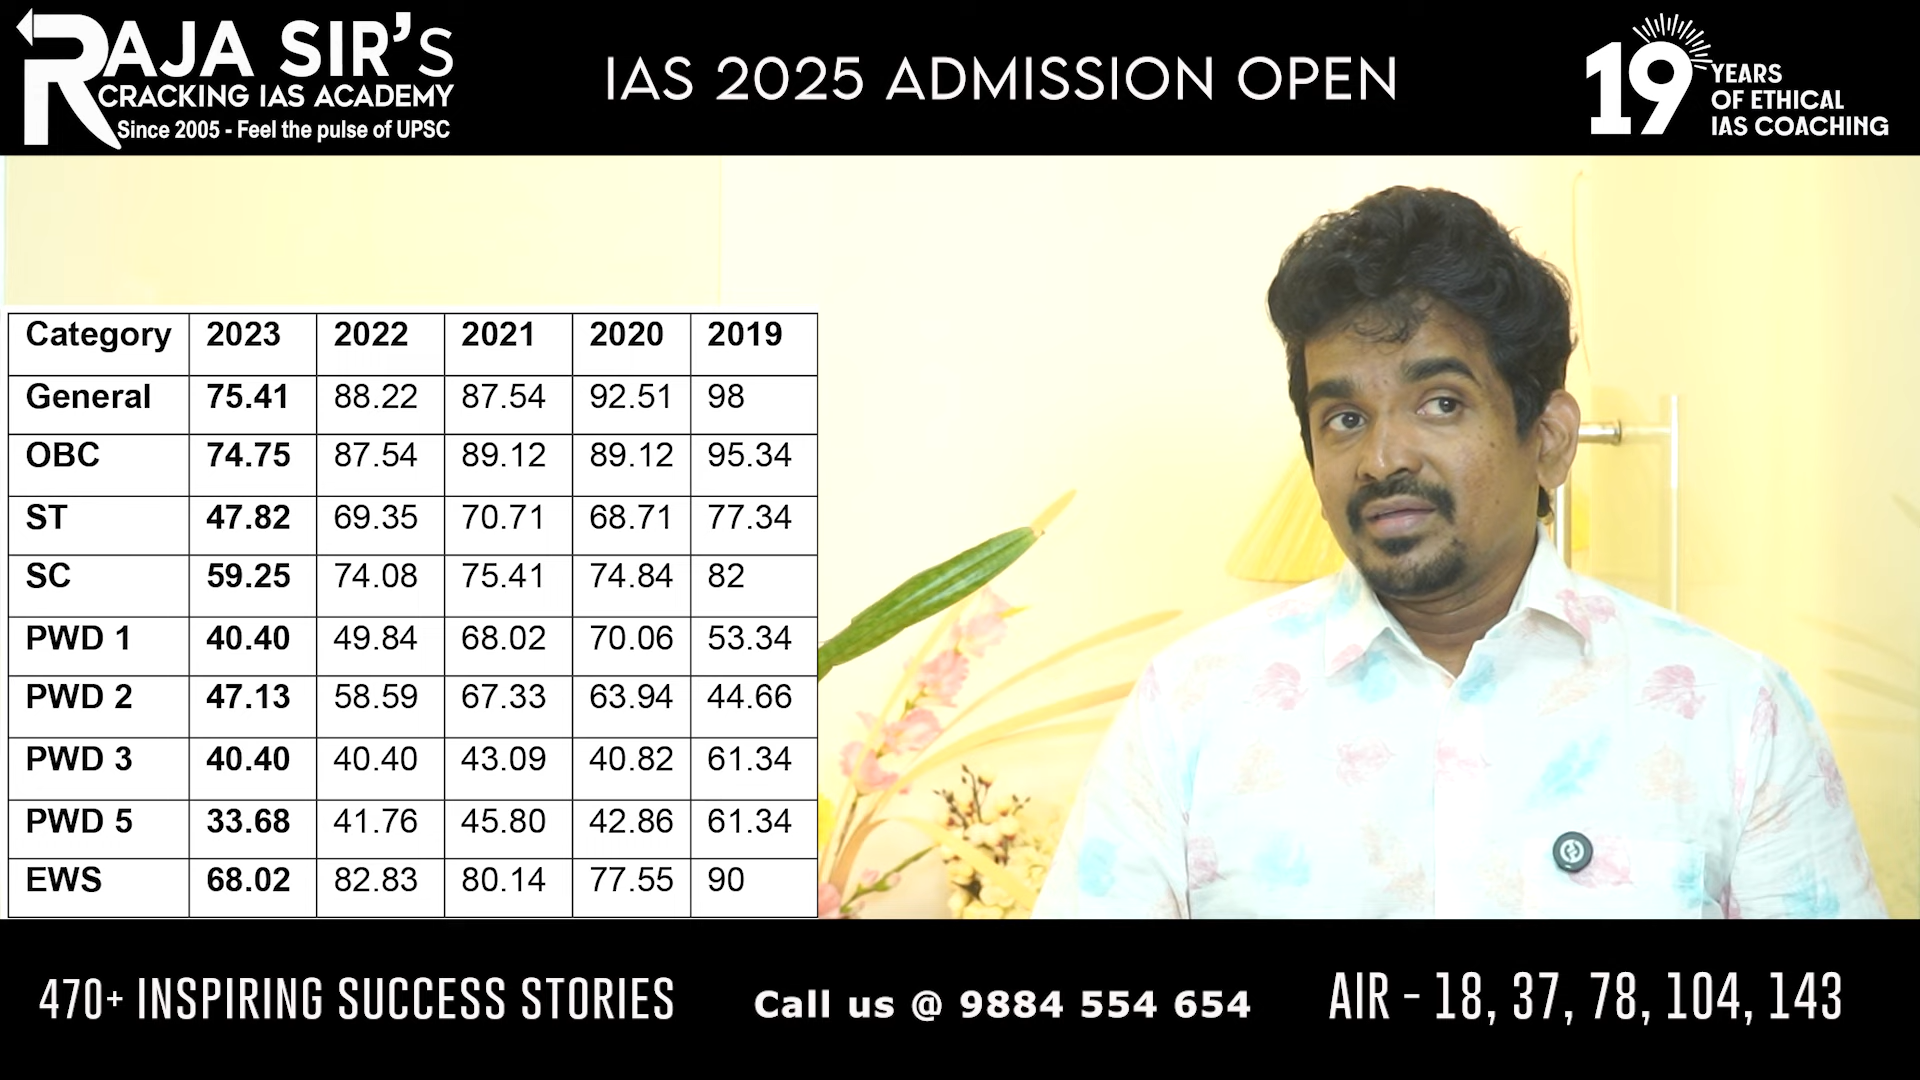 RAJA SIR'S
CRACKING IAS ACADEMY
Since 2005 - Feel the pulse of UPSC
IAS 2025 ADMISSION OPEN
19 YEARS
OF ETHICAL
IAS COACHING
Category 2023 2022 2021 2020 2019
General 75.41 88.22 87.54 92.51 98
OBC 74.75 87.54 89.12 89.12 95.34
ST 47.82 69.35 70.71 68.71 77.34
SC 59.25 74.08 75.41 74.84 82
PWD 1 40.40 49.84 68.02 70.06 53.34
PWD 2 47.13 58.59 67.33 63.94 44.66
PWD 3 40.40 40.40 43.09 40.82 61.34
PWD 5 33.68 41.76 45.80 42.86 61.34
EWS 68.02 82.83 80.14 77.55 90
470+ INSPIRING SUCCESS STORIES
Call us @ 9884 554 654
AIR - 18, 37, 78, 104, 143